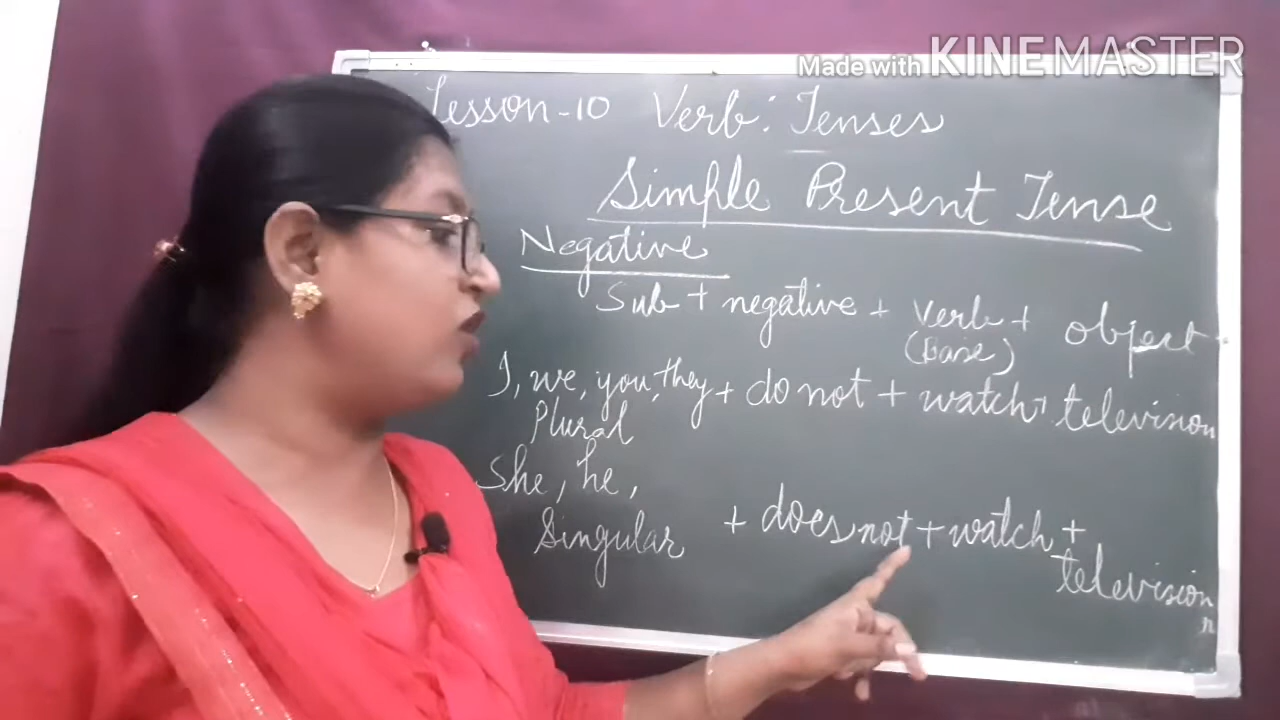 Made with KINEMASTER
Lesson-10 Verb: Tenses
Simple Present Tense
Negative
Sub + negative + Verb + object
(Base)
I, we, you, they + do not + watch + television
Plural
She, he,
Singular + does not + watch +
television
n